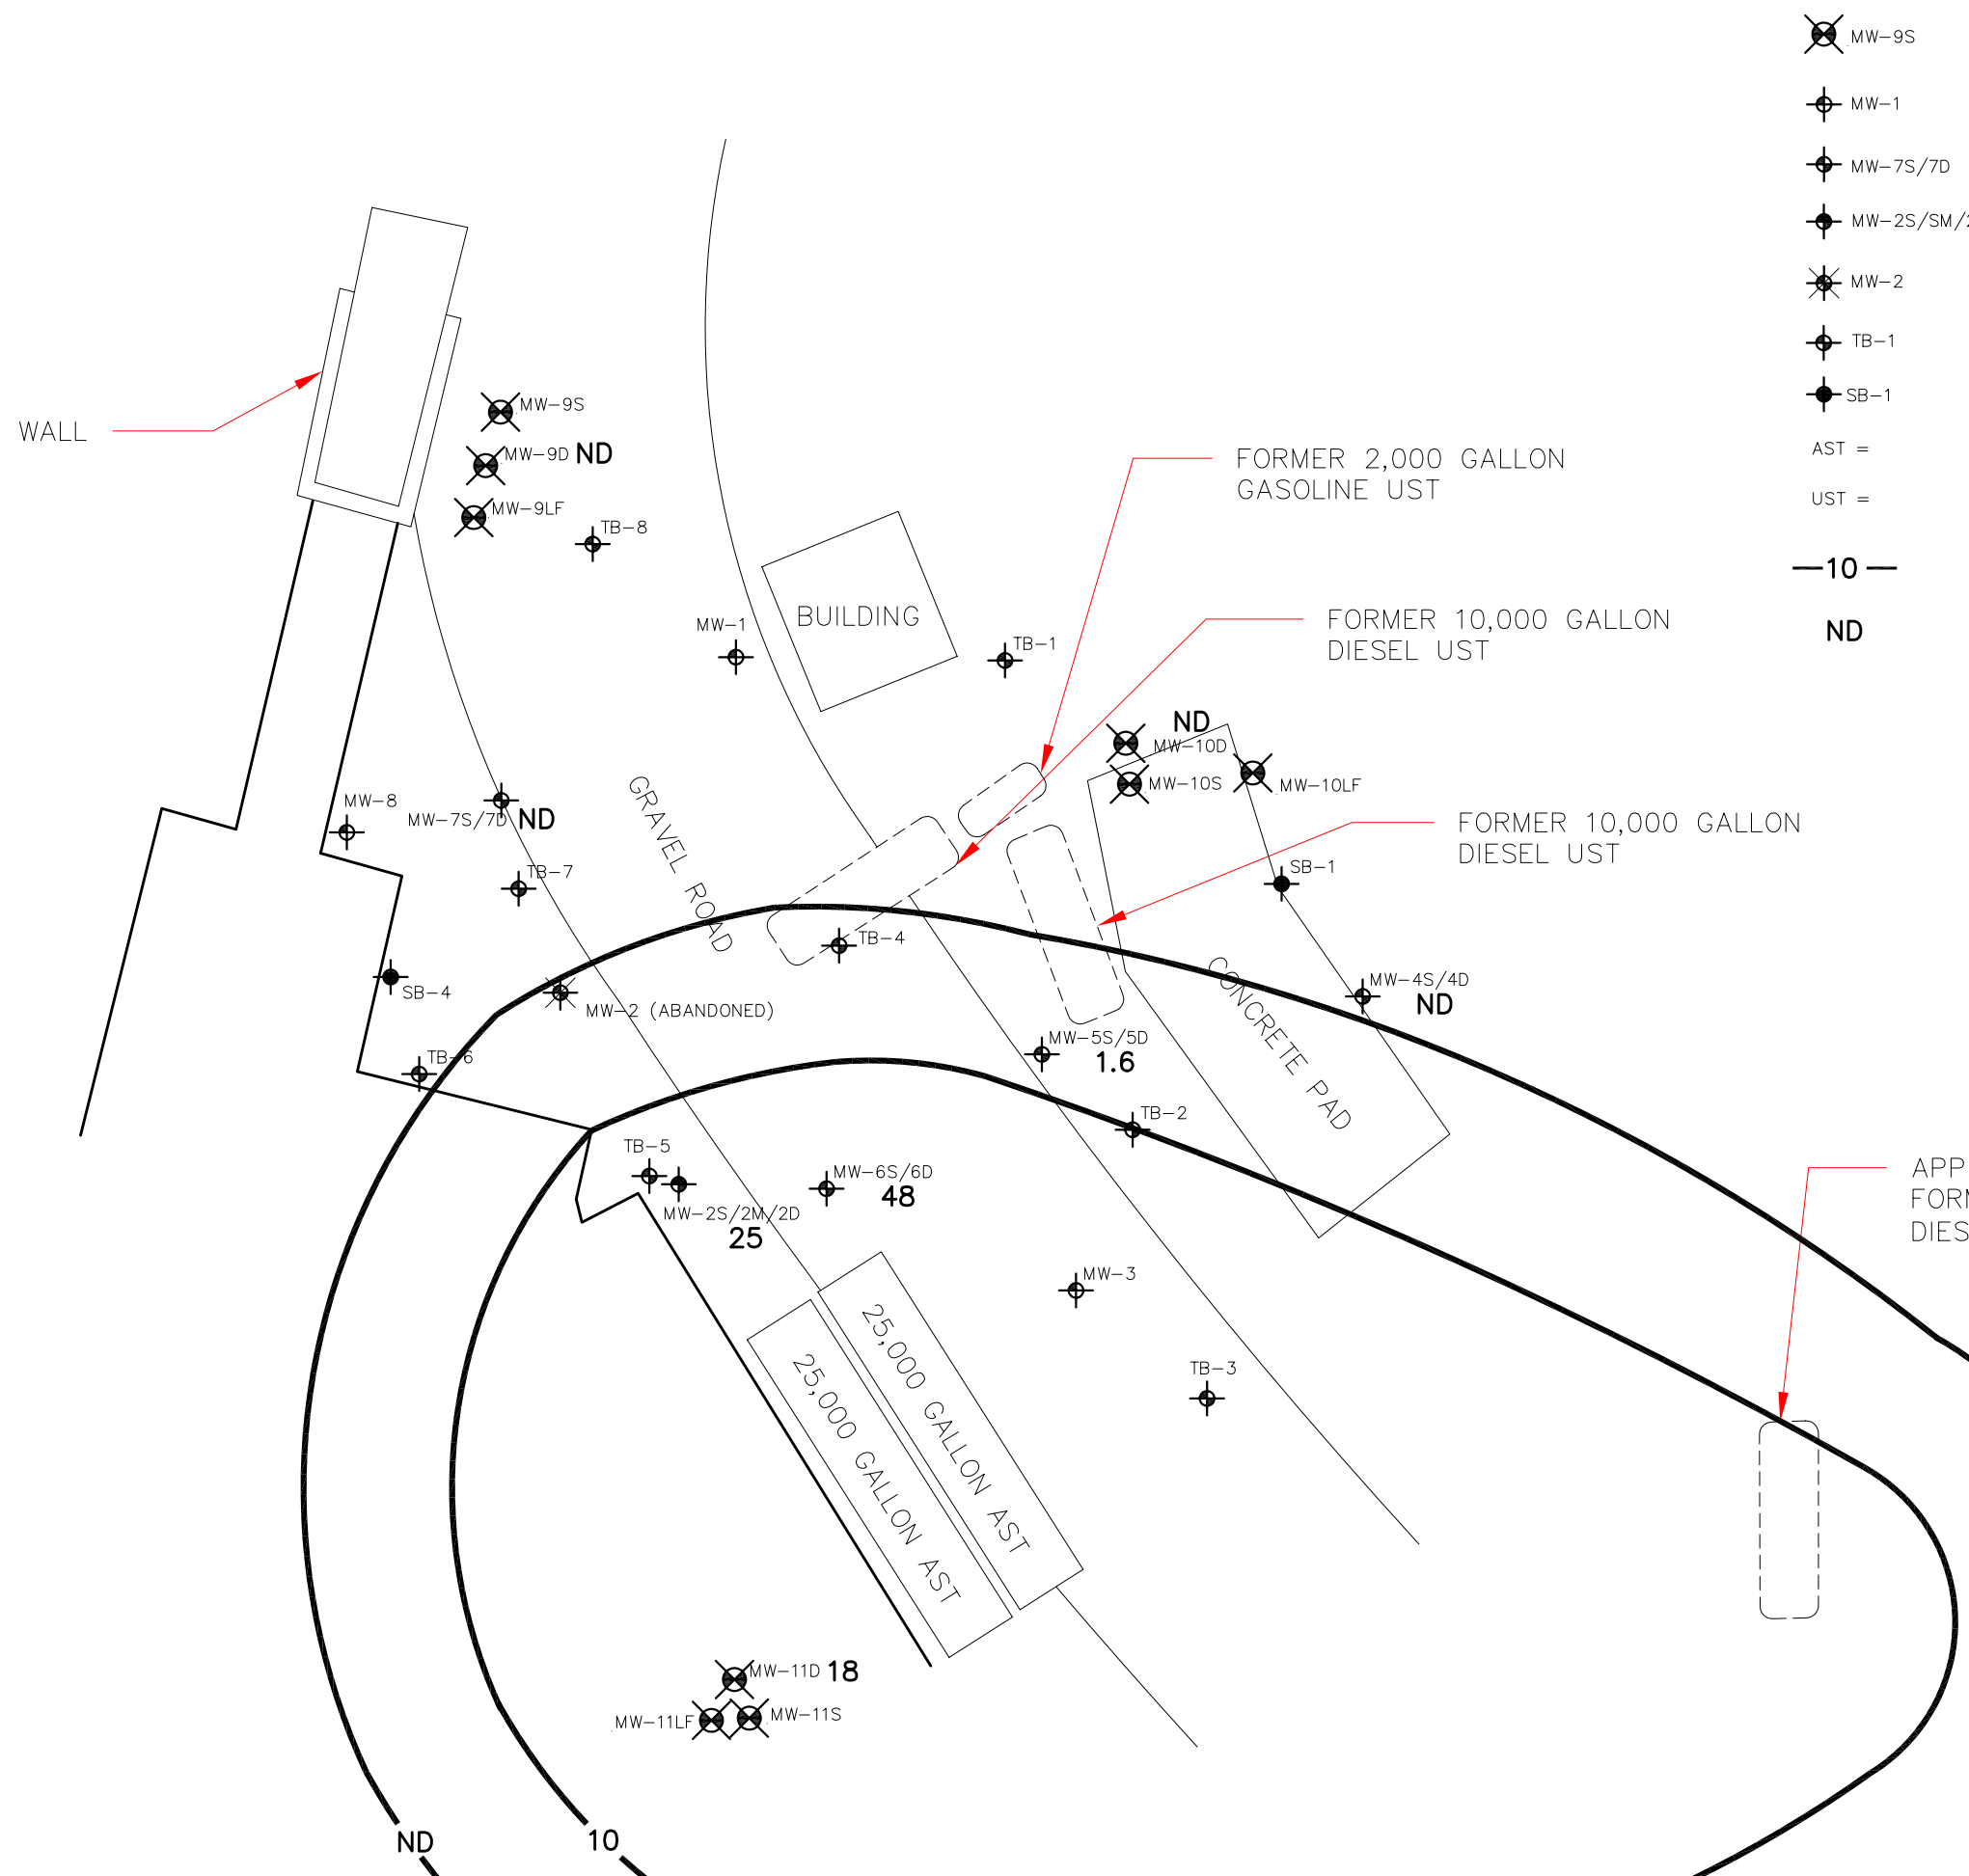 MW-9S
MW-1
MW-7S/7D
MW-2S/SM/2
MW-2
TB-1
SB-1
AST =
UST =
10
ND
WALL
MW-9S
MW-9D ND
MW-9LF
TB-8
FORMER 2,000 GALLON
GASOLINE UST
BUILDING
MW-1
TB-1
FORMER 10,000 GALLON
DIESEL UST
ND
MW-10D
MW-10S
MW-10LF
MW-8
MW-7S/7D ND
GRAVEL ROAD
FORMER 10,000 GALLON
DIESEL UST
TB-7
SB-1
TB-4
SB-4
MW-2 (ABANDONED)
CONCRETE PAD
MW-4S/4D
ND
MW-5S/5D
1.6
TB-6
TB-2
TB-5
MW-6S/6D
48
MW-2S/2M/2D
25
APP
FORM
DIES
MW-3
TB-3
25,000 GALLON AST
25,000 GALLON AST
MW-11D 18
MW-11LF
MW-11S
ND
10